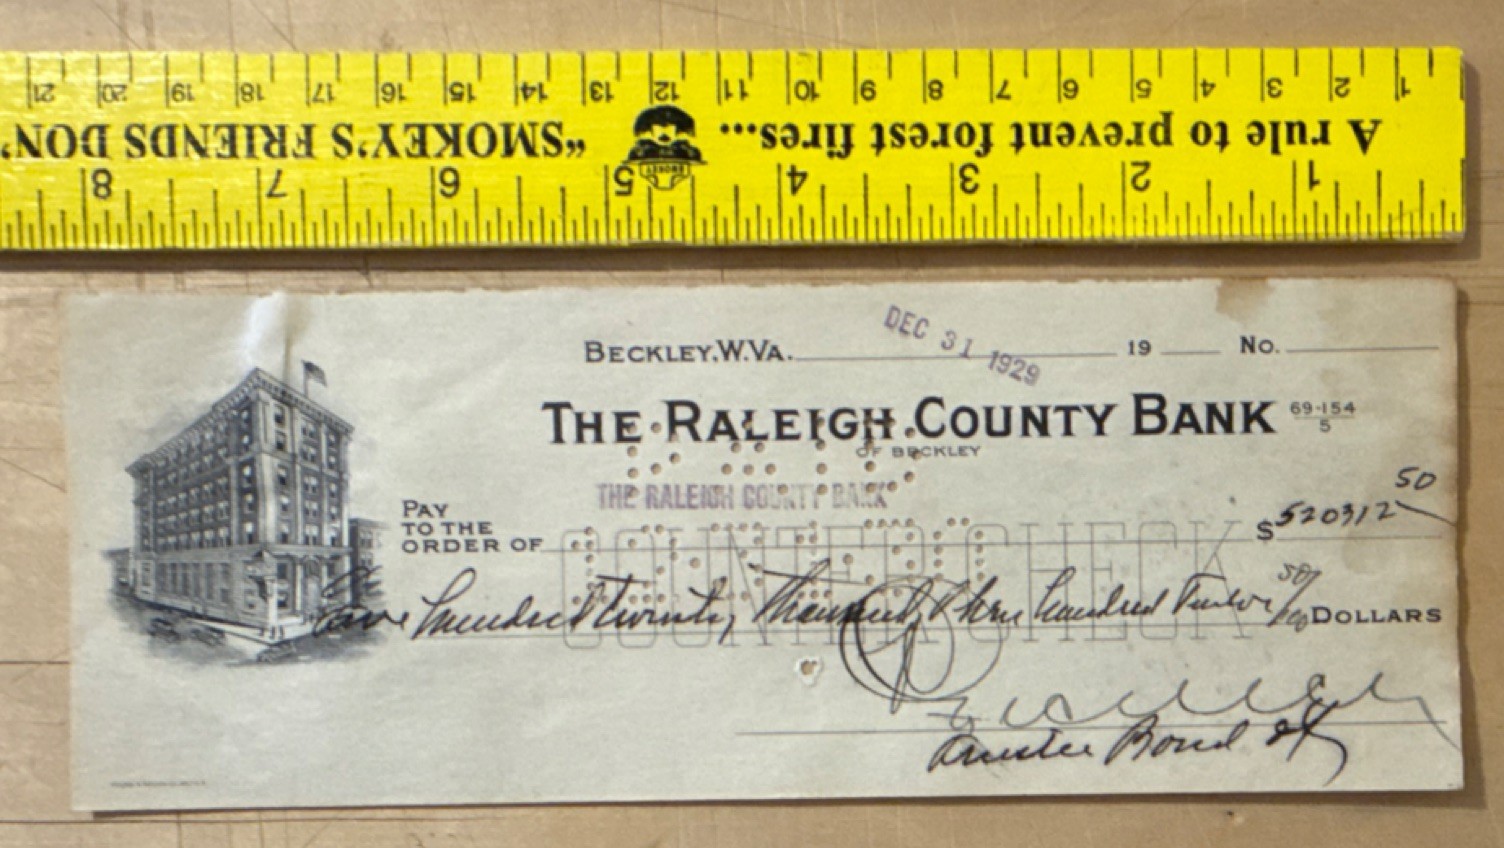 21 20 19 18 17 16 15 14 13 12 11 10 9 8 7 6 5 4 3 2 1
A rule to prevent forest fires... SMOKEY "SMOKEY'S FRIENDS DON'
8 7 6 5 4 3 2 1
DEC 31 1929
BECKLEY, W. VA. 19 No.
THE RALEIGH COUNTY BANK 69-154
5
OF BECKLEY
THE RALEIGH COUNTY BANK
PAY
TO THE
ORDER OF $520312 50
COUNTER CHECK
Five hundred twenty Thousand, Three hundred Twelve 50/100 DOLLARS
Trustee Bond